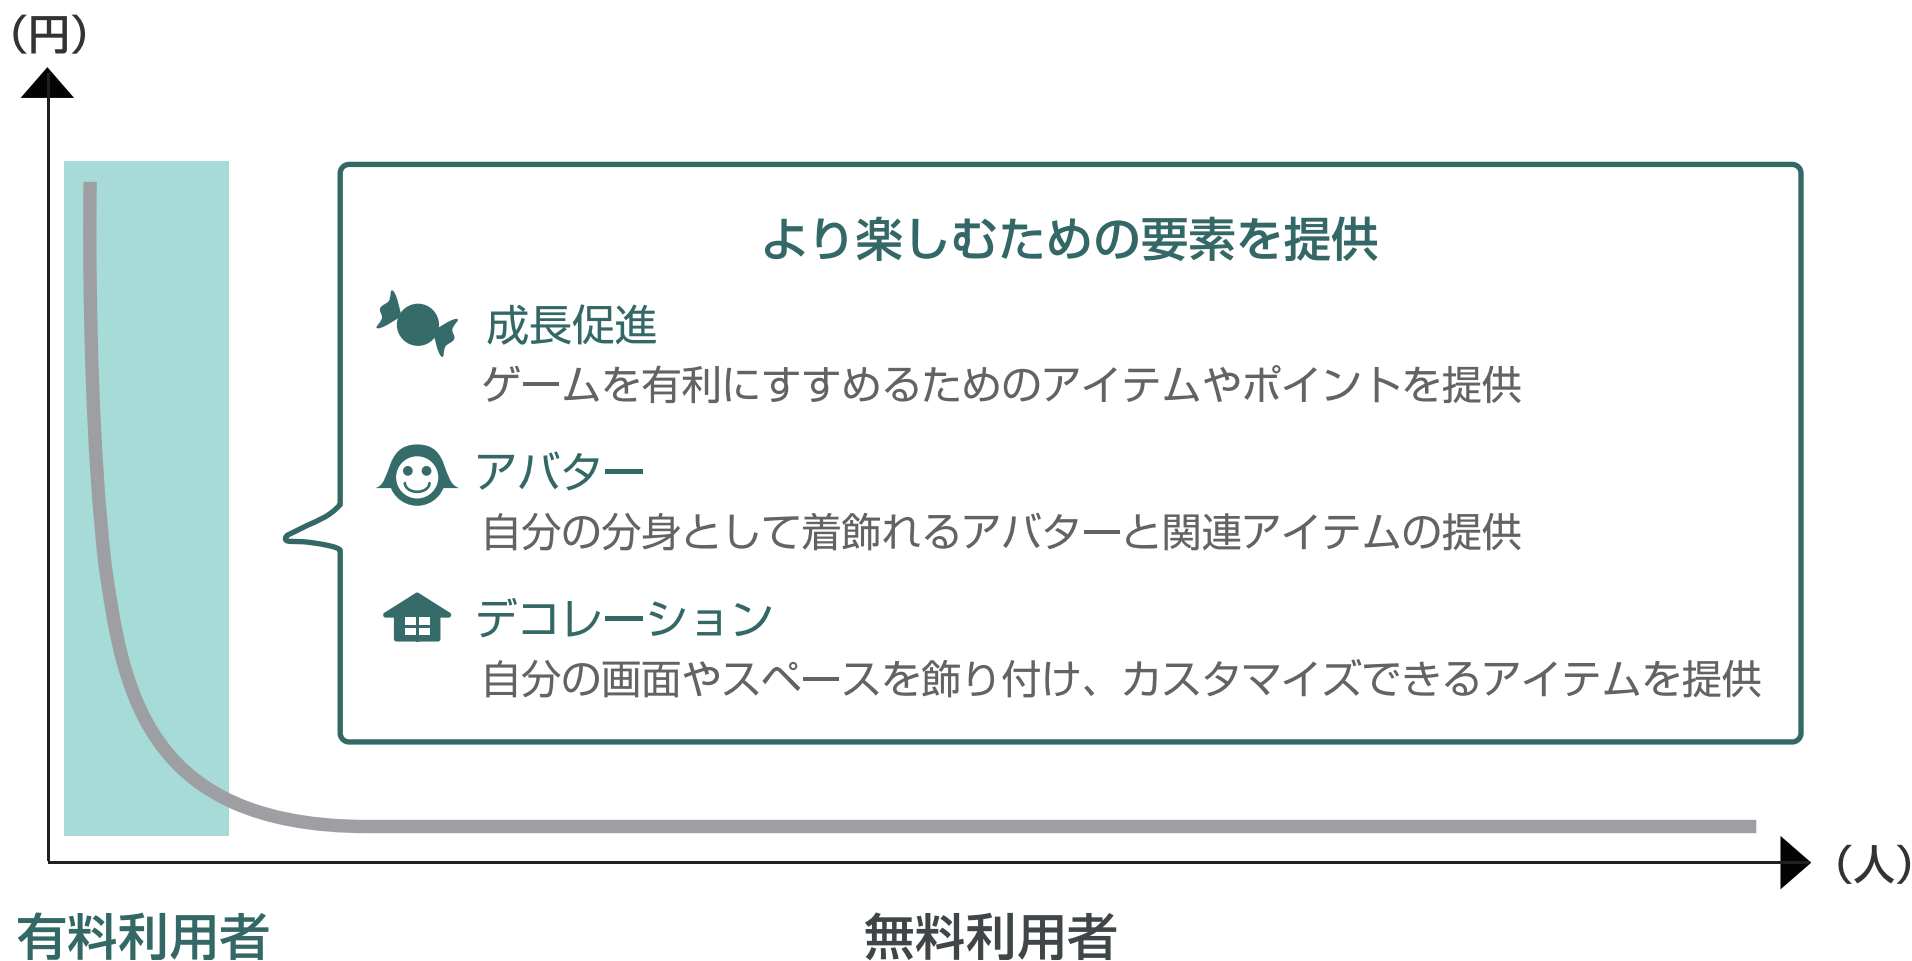 （円）
より楽しむための要素を提供
成長促進
ゲームを有利にすすめるためのアイテムやポイントを提供
アバター
自分の分身として着飾れるアバターと関連アイテムの提供
デコレーション
自分の画面やスペースを飾り付け、カスタマイズできるアイテムを提供
（人）
有料利用者
無料利用者